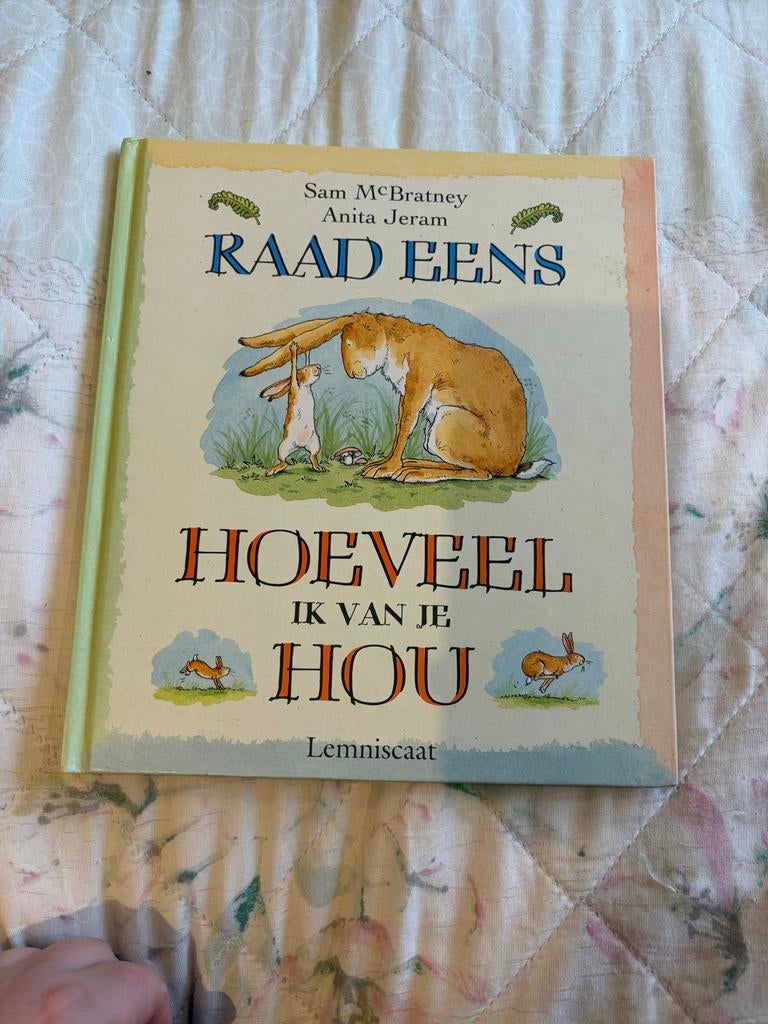 Sam McBratney
Anita Jeram
RAAD EENS
HOEVEEL
IK VAN JE
HOU
Lemniscaat